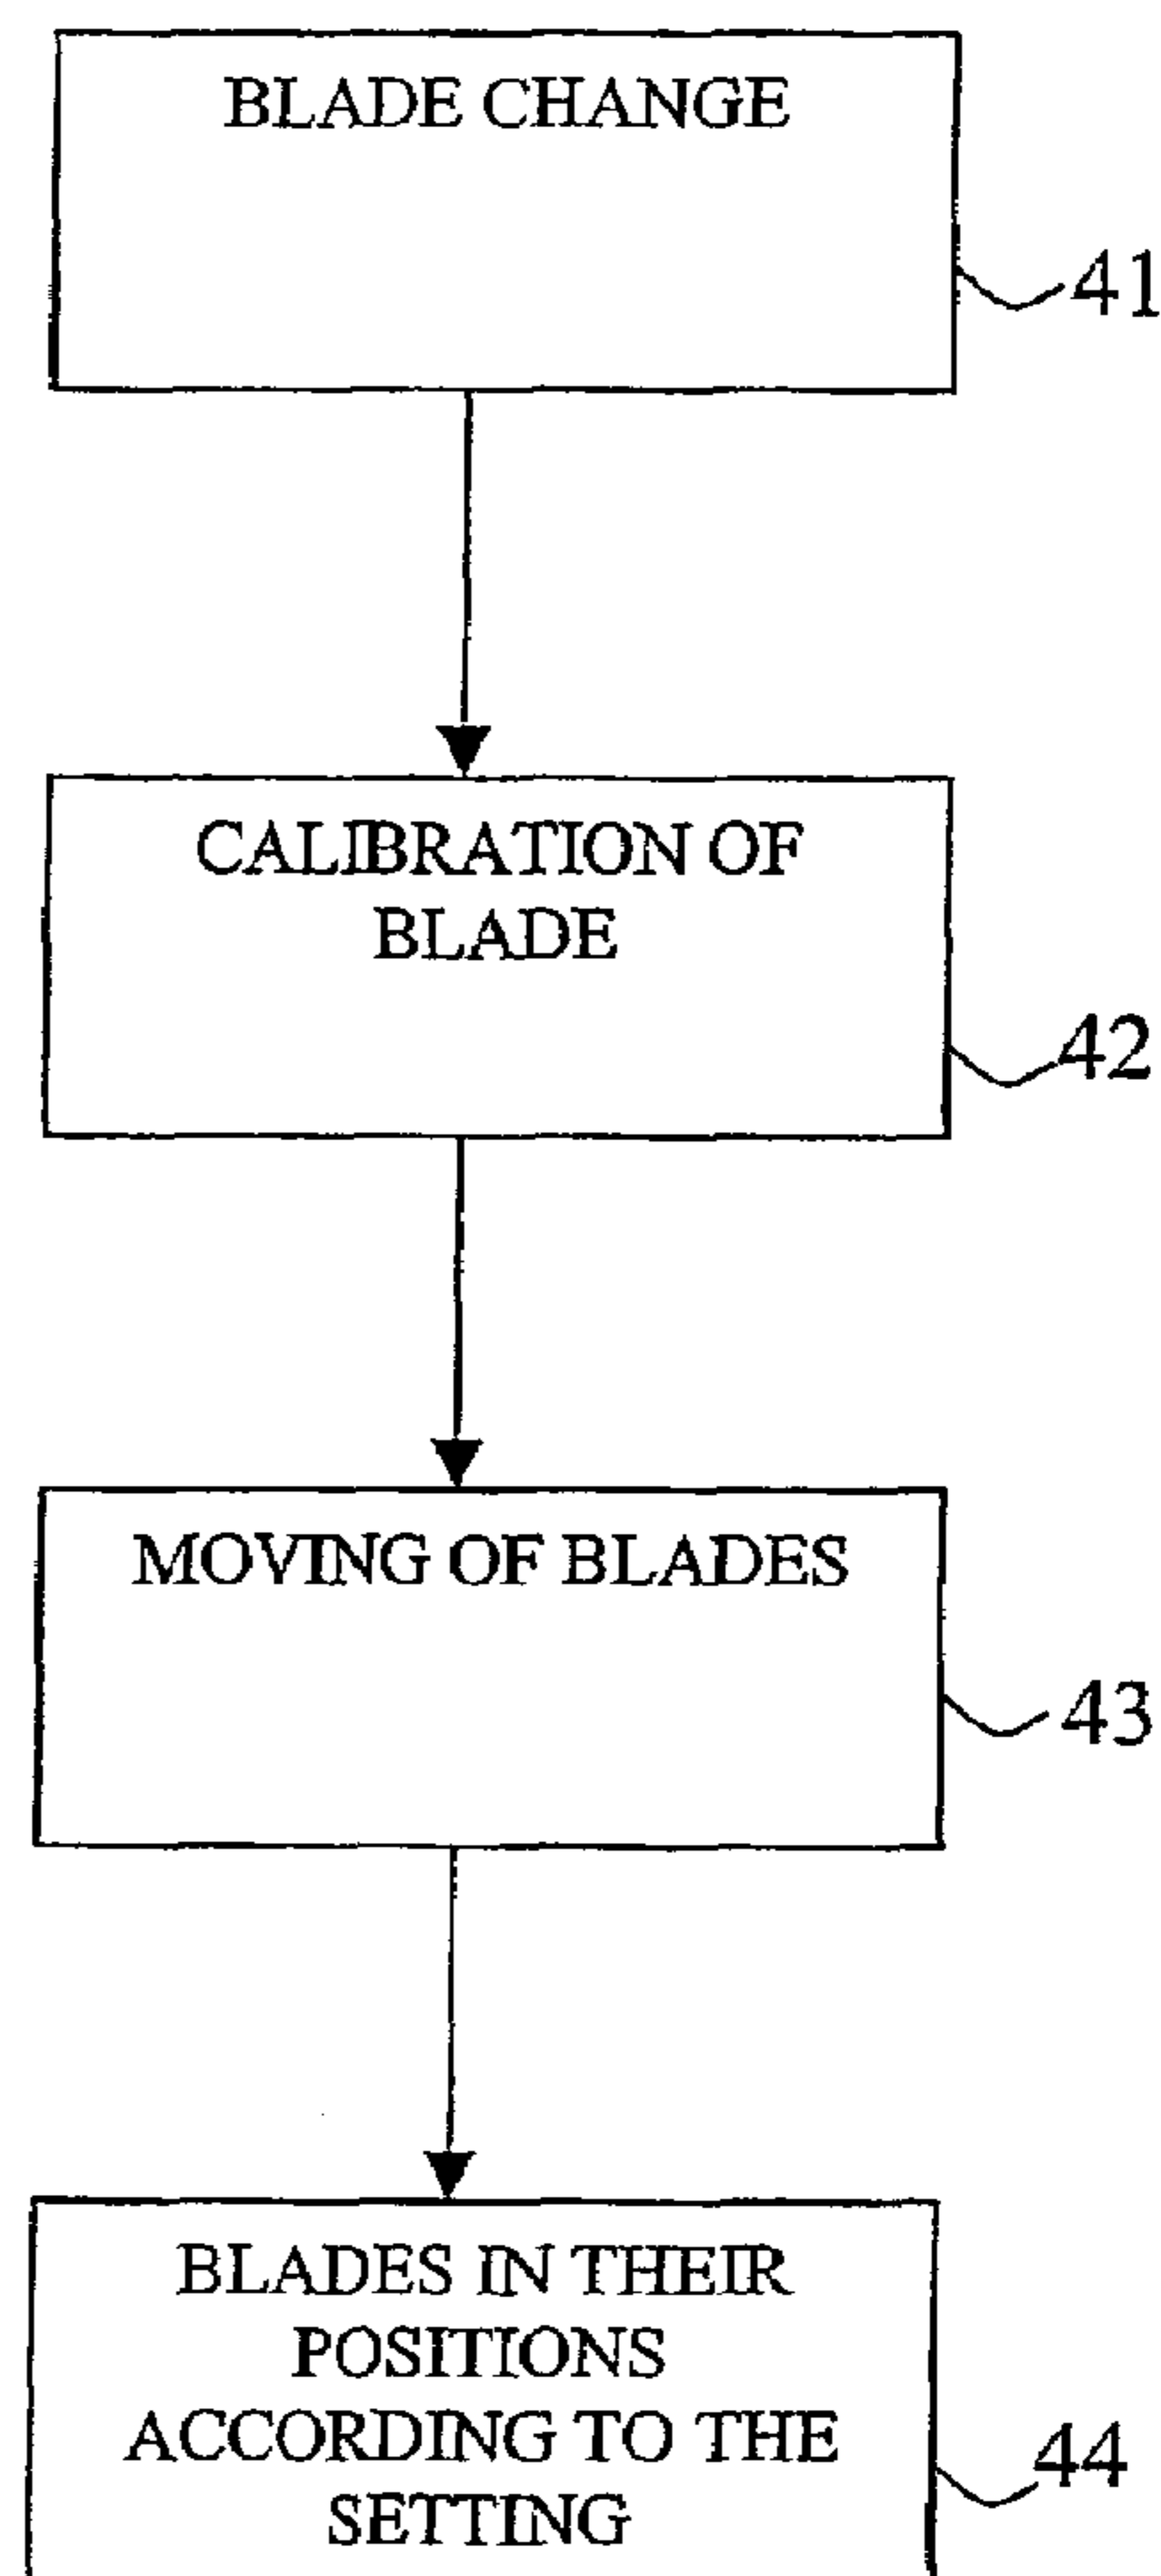 BLADE CHANGE
41
CALIBRATION OF
BLADE
42
MOVING OF BLADES
43
BLADES IN THEIR
POSITIONS
ACCORDING TO THE
SETTING
44